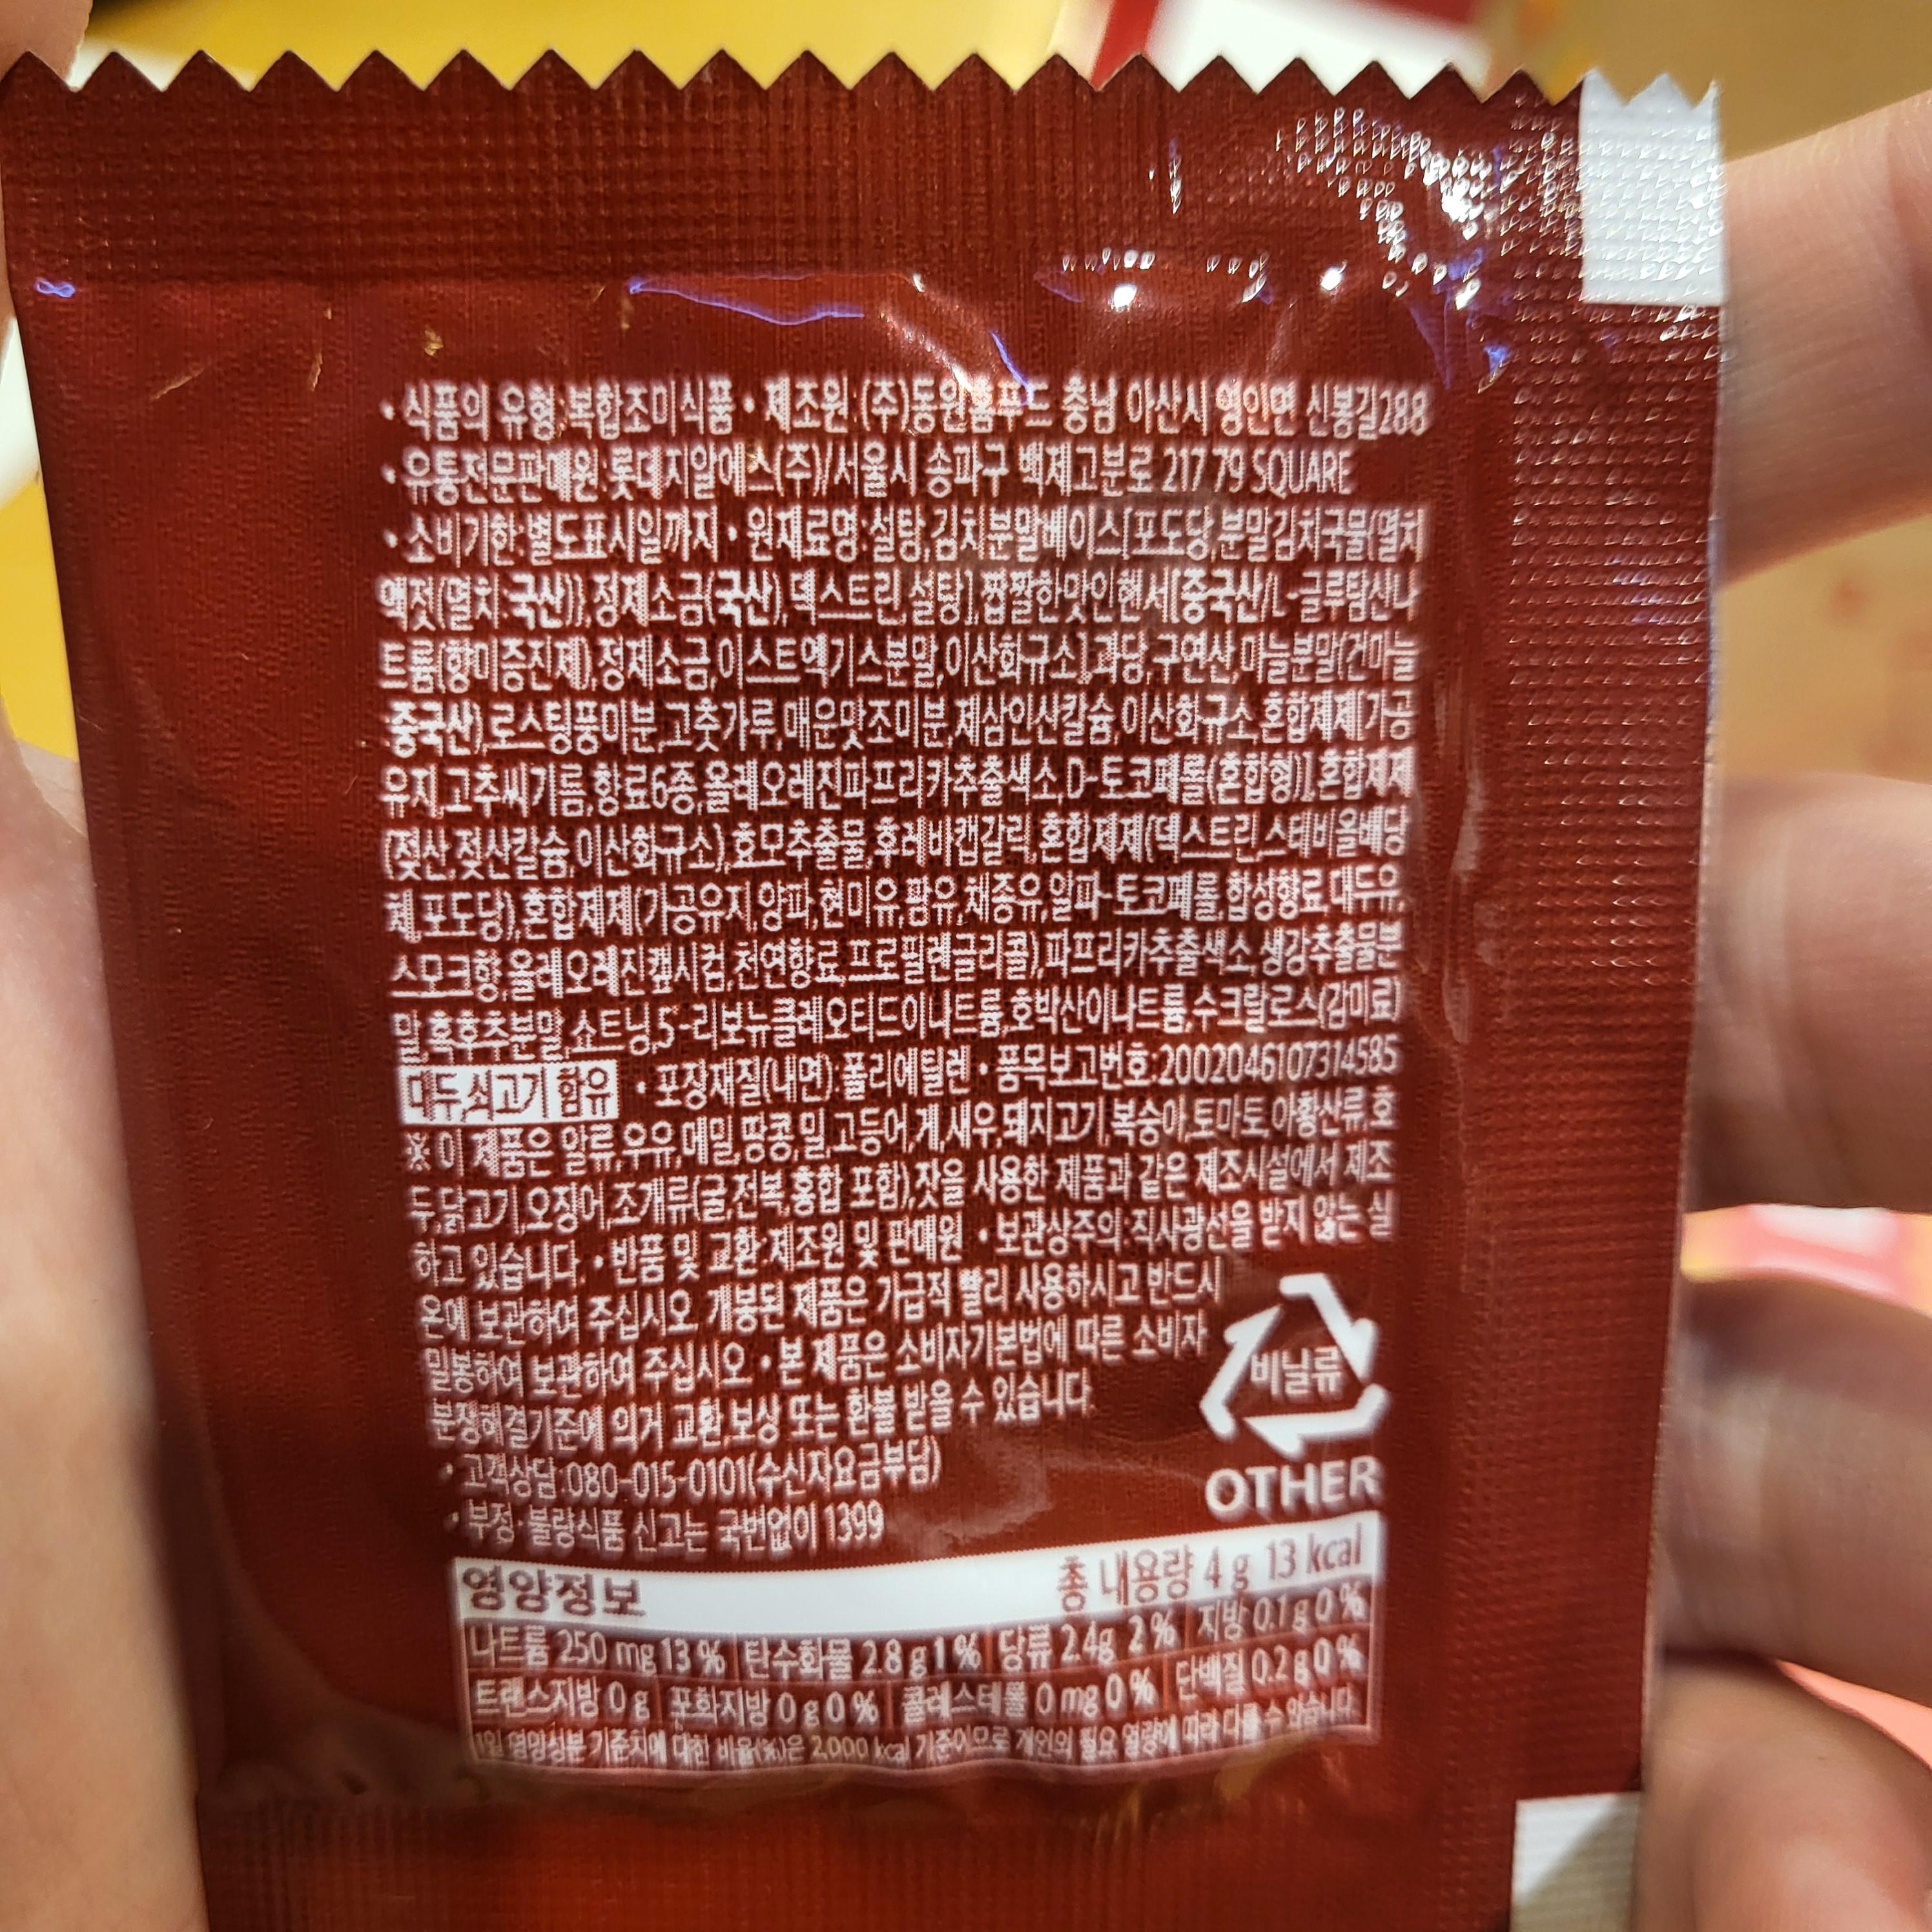 •식품의 유형:복합조미식품 •제조원:(주)동원홈푸드 충남 아산시 영인면 신봉길288
•유통전문판매원:롯데지알에스(주)/서울시 송파구 백제고분로 217 79 SQUARE
•소비기한:별도표시일까지 •원재료명:설탕,김치분말베이스[포도당,분말김치국물{멸치
액젓(멸치:국산)},정제소금(국산),덱스트린,설탕],짭짤한맛인핸서[중국산/L-글루탐산나
트륨(향미증진제),정제소금,이스트엑기스분말,이산화규소],과당,구연산,마늘분말(건마늘
:중국산),로스팅풍미분,고춧가루,매운맛조미분,제삼인산칼슘,이산화규소,혼합제제[가공
유지,고추씨기름,향료6종,올레오레진파프리카추출색소,D-토코페롤(혼합형)],혼합제제
(젖산,젖산칼슘,이산화규소),효모추출물,후레바캡갈릭,혼합제제(덱스트린,스테비올배당
체,포도당),혼합제제(가공유지,양파,현미유,팜유,채종유,알파-토코페롤,합성향료,대두유,
스모크향,올레오레진캪시컴,천연향료,프로필렌글리콜),파프리카추출색소,생강추출물분
말,흑후추분말,쇼트닝,5'-리보뉴클레오티드이나트륨,호박산이나트륨,수크랄로스(감미료)
대두,쇠고기 함유 •포장재질(내면):폴리에틸렌 •품목보고번호:2002046107314585
※이 제품은 알류,우유,메밀,땅콩,밀,고등어,게,새우,돼지고기,복숭아,토마토,아황산류,호
두,닭고기,오징어,조개류(굴,전복,홍합 포함),잣을 사용한 제품과 같은 제조시설에서 제조
하고 있습니다. •반품 및 교환:제조원 및 판매원 •보관상주의:직사광선을 받지 않는 실
온에 보관하여 주십시오. 개봉된 제품은 가급적 빨리 사용하시고 반드시
밀봉하여 보관하여 주십시오 •본 제품은 소비자기본법에 따른 소비자
분쟁해결기준에 의거 교환,보상 또는 환불 받을 수 있습니다.
•고객상담:080-015-0101(수신자요금부담)
•부정·불량식품 신고는 국번없이 1399
비닐류
OTHER
영양정보 총 내용량 4 g 13 kcal
나트륨 250 mg 13 % 탄수화물 2.8 g 1 % 당류 2.4g 2 % 지방 0.1 g 0 %
트랜스지방 0 g 포화지방 0 g 0 % 콜레스테롤 0 mg 0 % 단백질 0.2 g 0 %
1일 영양성분 기준치에 대한 비율(%)은 2,000 kcal 기준이므로 개인의 필요 열량에 따라 다를 수 있습니다.